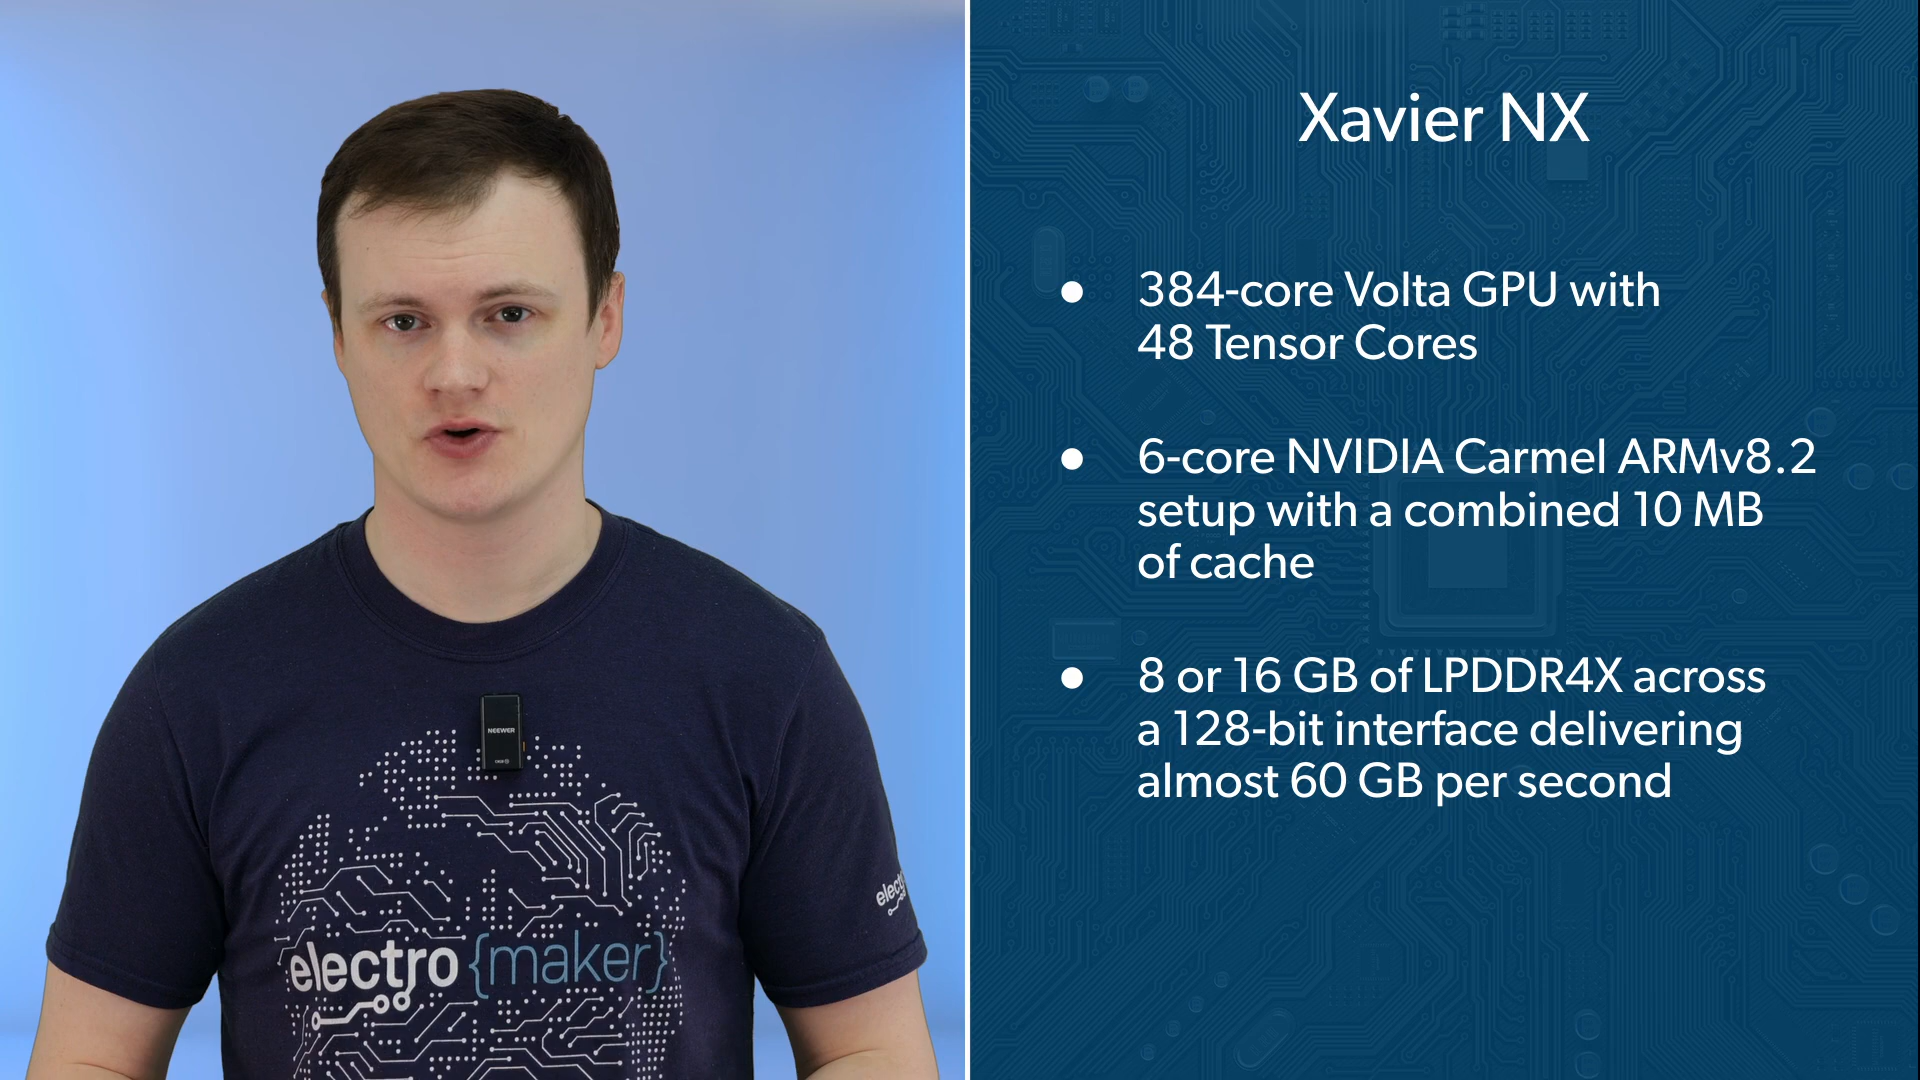 Xavier NX
● 384-core Volta GPU with
48 Tensor Cores
● 6-core NVIDIA Carmel ARMv8.2
setup with a combined 10 MB
of cache
● 8 or 16 GB of LPDDR4X across
a 128-bit interface delivering
almost 60 GB per second
NEEWER
electro {maker}